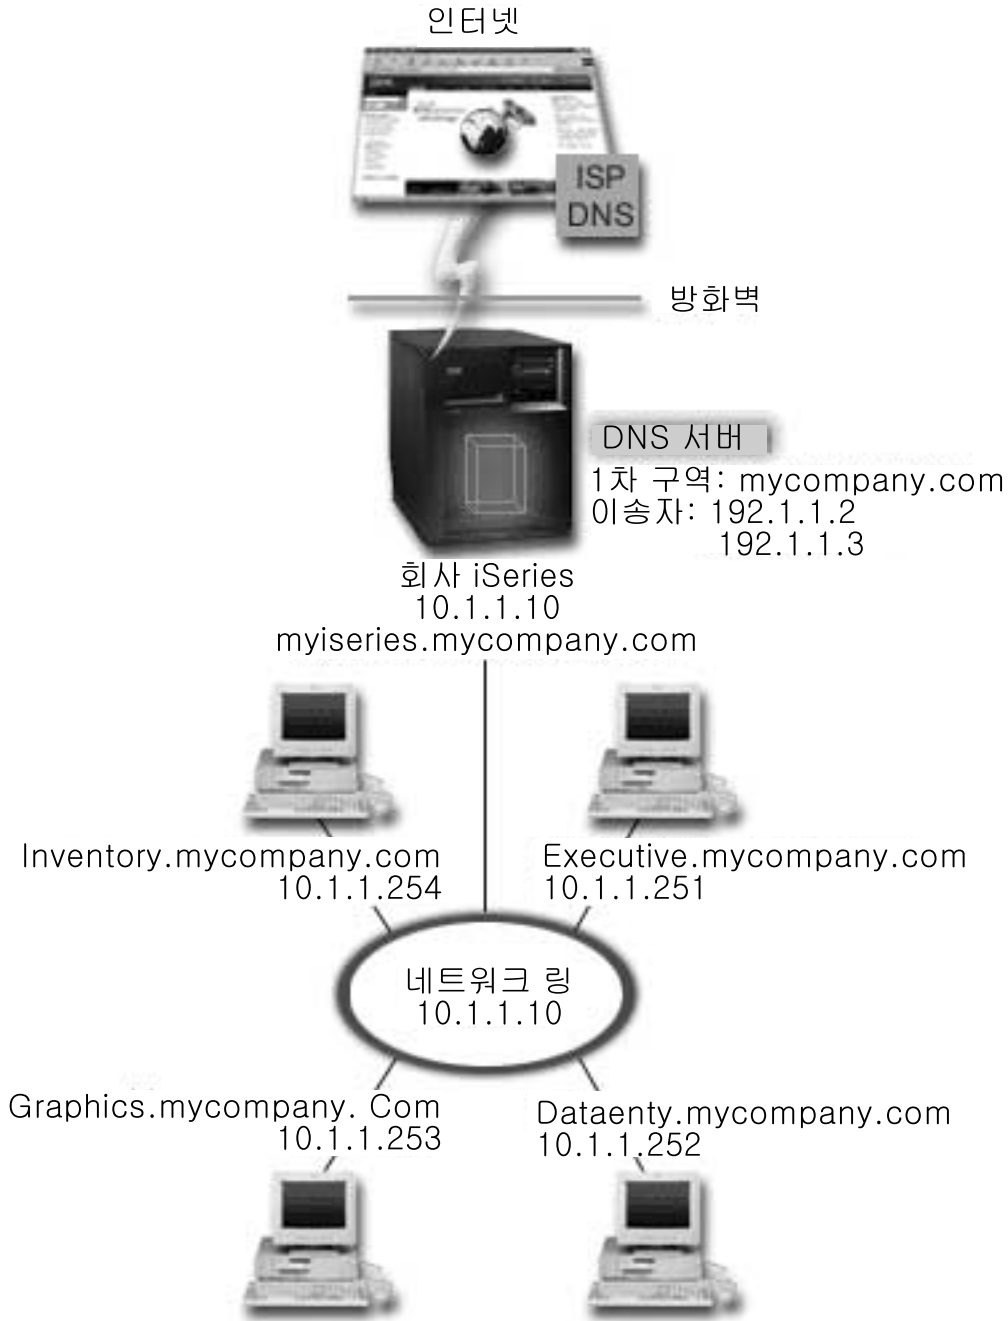 인터넷
ISP
DNS
방화벽
DNS 서버
1차 구역: mycompany.com
이송자: 192.1.1.2
192.1.1.3
회사 iSeries
10.1.1.10
myiseries.mycompany.com
Inventory.mycompany.com
10.1.1.254
Executive.mycompany.com
10.1.1.251
네트워크 링
10.1.1.10
Graphics.mycompany. Com
10.1.1.253
Dataenty.mycompany.com
10.1.1.252